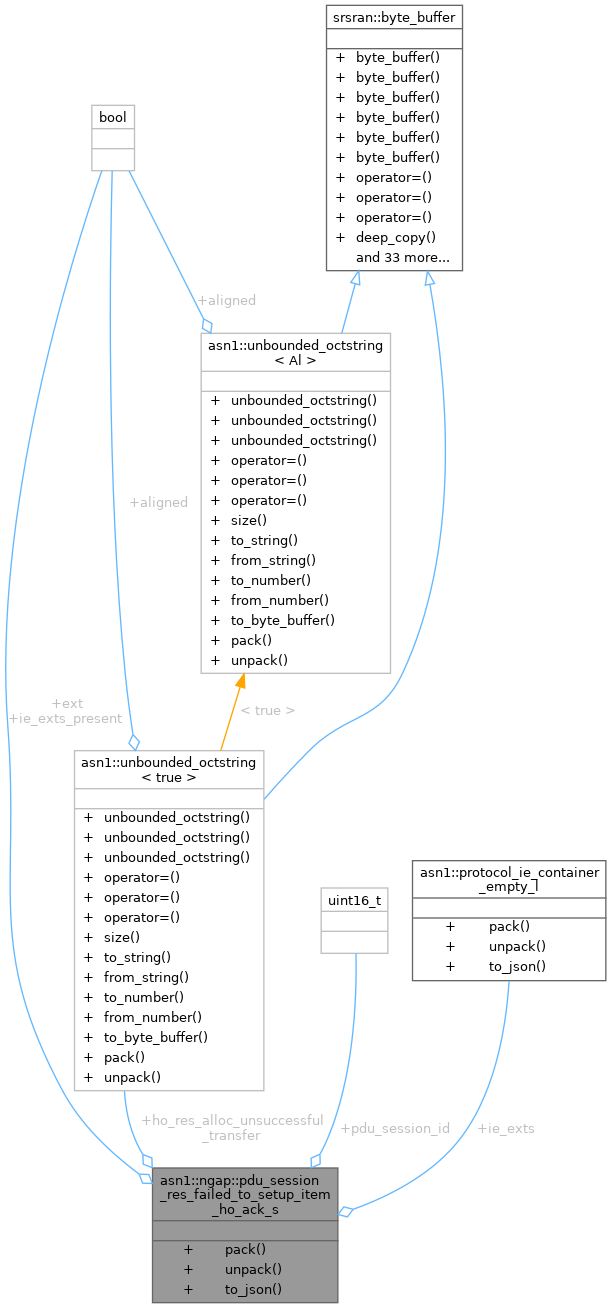 srsran::byte_buffer
+ byte_buffer()
+ byte_buffer()
+ byte_buffer()
+ byte_buffer()
+ byte_buffer()
+ byte_buffer()
+ operator=()
+ operator=()
+ operator=()
+ deep_copy()
and 33 more...
bool
+aligned
asn1::unbounded_octstring
< Al >
+ unbounded_octstring()
+ unbounded_octstring()
+ unbounded_octstring()
+ operator=()
+ operator=()
+ operator=()
+ size()
+ to_string()
+ from_string()
+ to_number()
+ from_number()
+ to_byte_buffer()
+ pack()
+ unpack()
+aligned
+ext
+ie_exts_present
< true >
asn1::unbounded_octstring
< true >
+ unbounded_octstring()
+ unbounded_octstring()
+ unbounded_octstring()
+ operator=()
+ operator=()
+ operator=()
+ size()
+ to_string()
+ from_string()
+ to_number()
+ from_number()
+ to_byte_buffer()
+ pack()
+ unpack()
uint16_t
asn1::protocol_ie_container
_empty_l
+ pack()
+ unpack()
+ to_json()
+ho_res_alloc_unsuccessful
_transfer
+pdu_session_id
+ie_exts
asn1::ngap::pdu_session
_res_failed_to_setup_item
_ho_ack_s
+ pack()
+ unpack()
+ to_json()